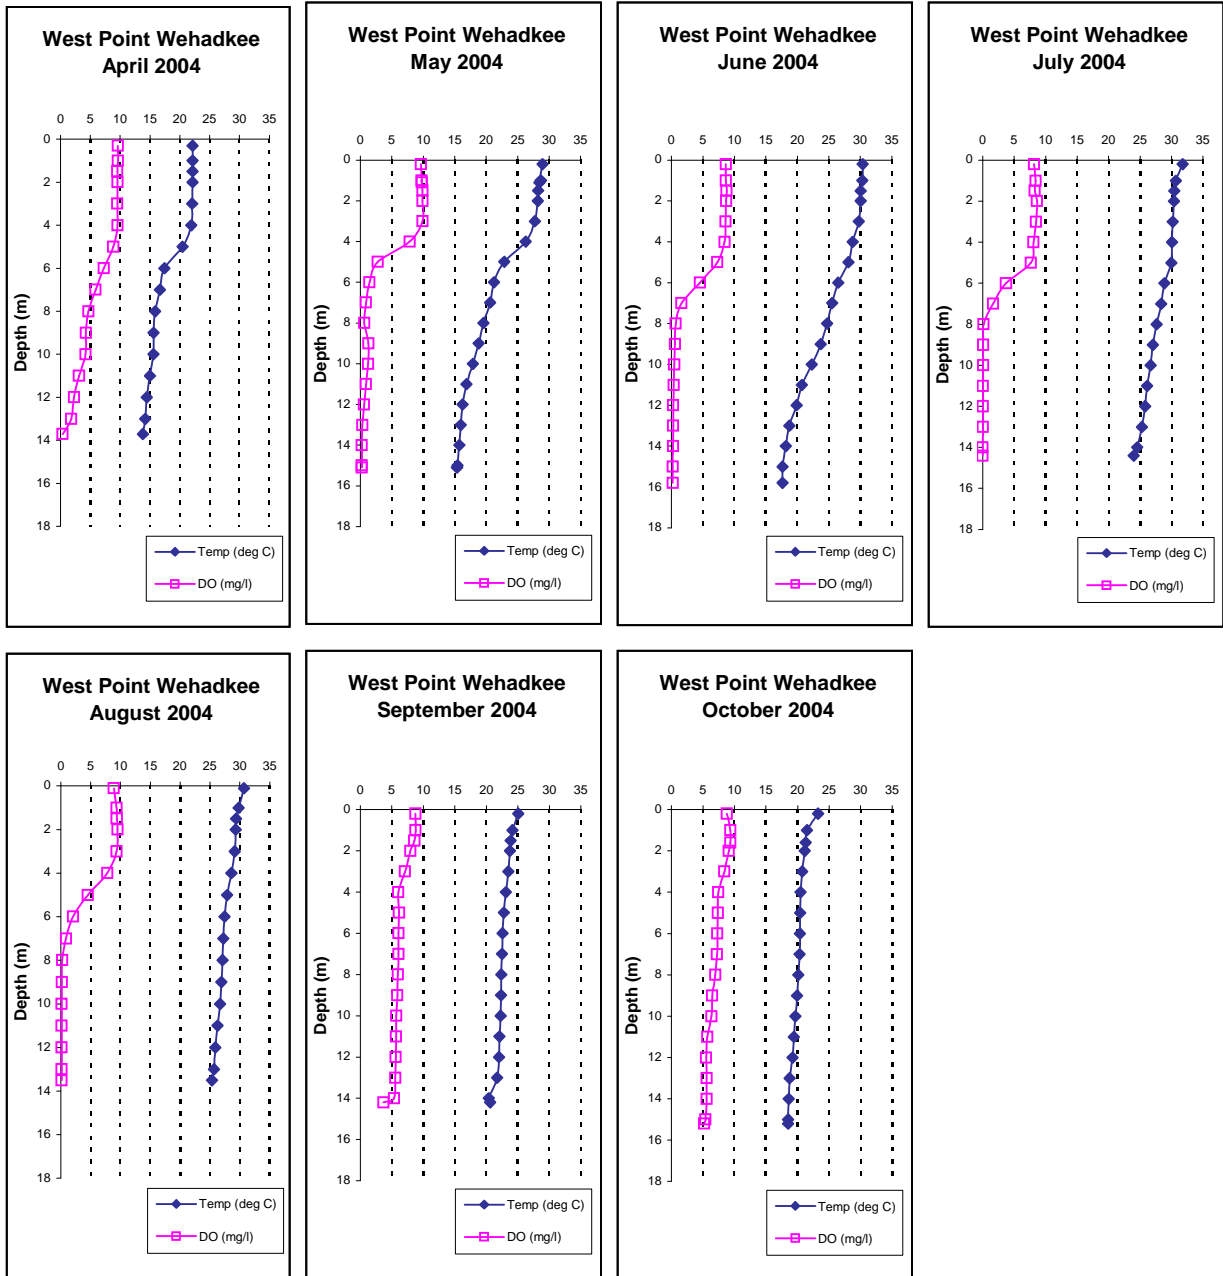 West Point Wehadkee
April 2004
0 5 10 15 20 25 30 35
0
2
4
6
8
10
12
14
16
18
Depth (m)
Temp (deg C)
DO (mg/l)
West Point Wehadkee
May 2004
0 5 10 15 20 25 30 35
0
2
4
6
8
10
12
14
16
18
Depth (m)
Temp (deg C)
DO (mg/l)
West Point Wehadkee
June 2004
0 5 10 15 20 25 30 35
0
2
4
6
8
10
12
14
16
18
Depth (m)
Temp (deg C)
DO (mg/l)
West Point Wehadkee
July 2004
0 5 10 15 20 25 30 35
0
2
4
6
8
10
12
14
16
18
Depth (m)
Temp (deg C)
DO (mg/l)
West Point Wehadkee
August 2004
0 5 10 15 20 25 30 35
0
2
4
6
8
10
12
14
16
18
Depth (m)
Temp (deg C)
DO (mg/l)
West Point Wehadkee
September 2004
0 5 10 15 20 25 30 35
0
2
4
6
8
10
12
14
16
18
Depth (m)
Temp (deg C)
DO (mg/l)
West Point Wehadkee
October 2004
0 5 10 15 20 25 30 35
0
2
4
6
8
10
12
14
16
18
Depth (m)
Temp (deg C)
DO (mg/l)